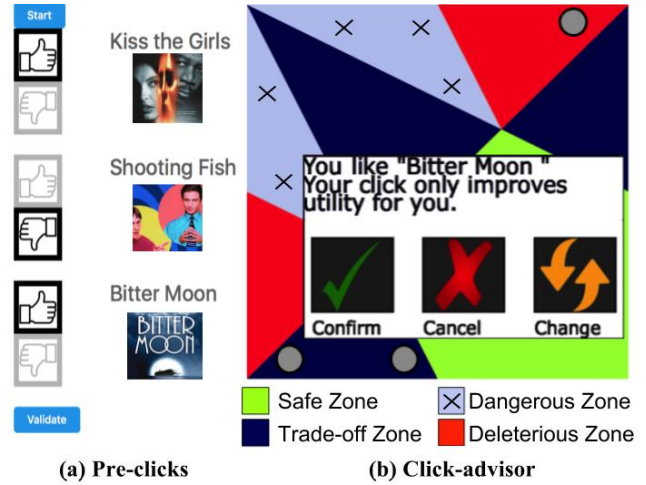 Start
Kiss the Girls
Shooting Fish
Bitter Moon
BITTER
MOON
Validate
(a) Pre-clicks
You like "Bitter Moon "
Your click only improves
utility for you.
Confirm
Cancel
Change
Safe Zone
Dangerous Zone
Trade-off Zone
Deleterious Zone
(b) Click-advisor